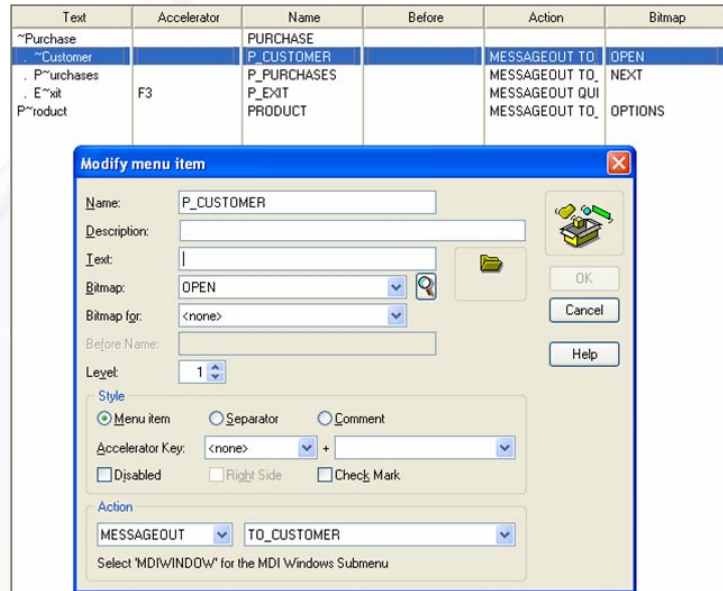 Text Accelerator Name Before Action Bitmap
~Purchase PURCHASE
. ~Customer P_CUSTOMER MESSAGEOUT TO_ OPEN
. P~urchases P_PURCHASES MESSAGEOUT TO_ NEXT
. E~xit F3 P_EXIT MESSAGEOUT QUI
P~roduct PRODUCT MESSAGEOUT TO_ OPTIONS
Modify menu item
Name: P_CUSTOMER
Description:
Text:
OK
Bitmap: OPEN
Cancel
Bitmap for: <none>
Before Name:
Help
Level: 1
Style
Menu item Separator Comment
Accelerator Key: <none> +
Disabled Right Side Check Mark
Action
MESSAGEOUT TO_CUSTOMER
Select 'MDIWINDOW' for the MDI Windows Submenu